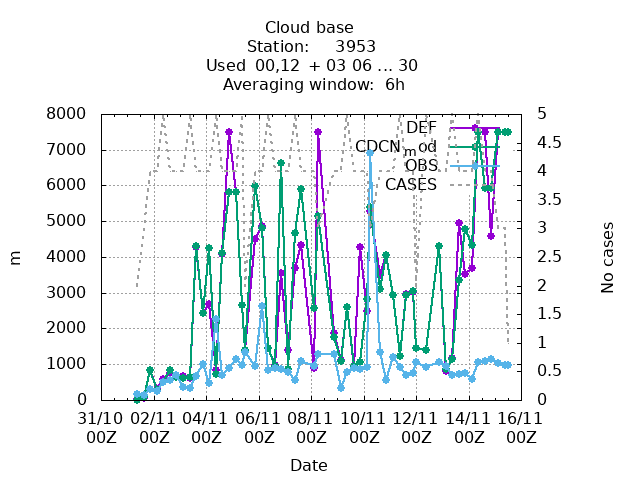 Cloud base
Station: 3953
Used 00,12 + 03 06 ... 30
Averaging window: 6h
8000
7000
6000
5000
4000
3000
2000
1000
0
m
5
4.5
4
3.5
3
2.5
2
1.5
1
0.5
0
No cases
DEF
CDCN_mod
OBS
CASES
31/10 02/11 04/11 06/11 08/11 10/11 12/11 14/11 16/11
00Z 00Z 00Z 00Z 00Z 00Z 00Z 00Z 00Z
Date